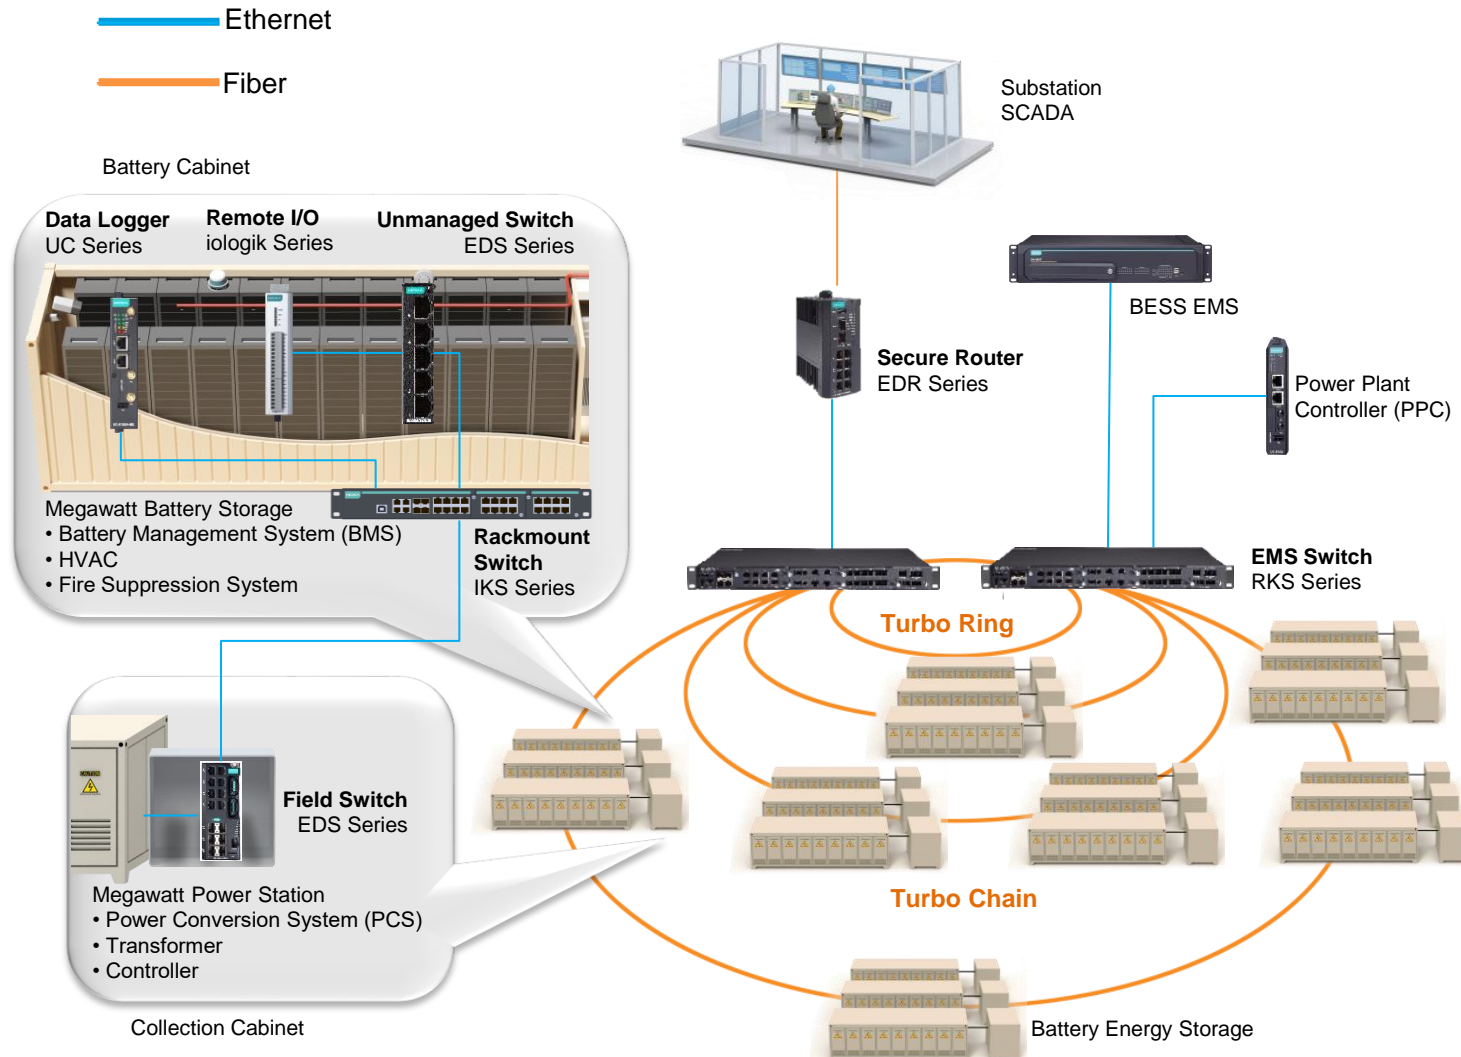 Ethernet
Fiber
Substation
SCADA
Battery Cabinet
Data Logger
UC Series
Remote I/O
iologik Series
Unmanaged Switch
EDS Series
BESS EMS
Secure Router
EDR Series
Power Plant
Controller (PPC)
Megawatt Battery Storage
• Battery Management System (BMS)
• HVAC
• Fire Suppression System
Rackmount
Switch
IKS Series
EMS Switch
RKS Series
Turbo Ring
Field Switch
EDS Series
CAUTION
Megawatt Power Station
• Power Conversion System (PCS)
• Transformer
• Controller
Turbo Chain
Collection Cabinet
Battery Energy Storage